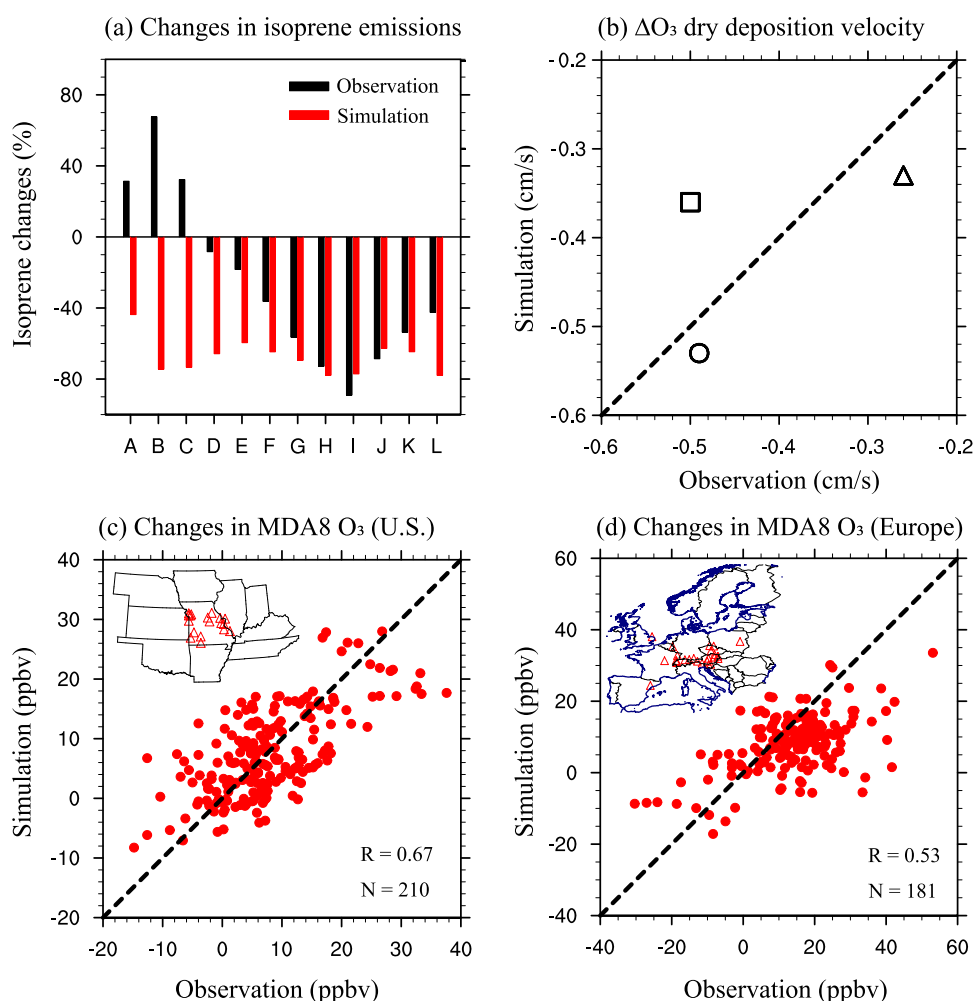 (a) Changes in isoprene emissions
Isoprene changes (%)
80
40
0
-40
-80
Observation
Simulation
A B C D E F G H I J K L
(b) ΔO₃ dry deposition velocity
Simulation (cm/s)
-0.2
-0.3
-0.4
-0.5
-0.6
-0.6 -0.5 -0.4 -0.3 -0.2
Observation (cm/s)
(c) Changes in MDA8 O₃ (U.S.)
Simulation (ppbv)
40
30
20
10
0
-10
-20
R = 0.67
N = 210
-20 -10 0 10 20 30 40
Observation (ppbv)
(d) Changes in MDA8 O₃ (Europe)
Simulation (ppbv)
60
40
20
0
-20
-40
R = 0.53
N = 181
-40 -20 0 20 40 60
Observation (ppbv)